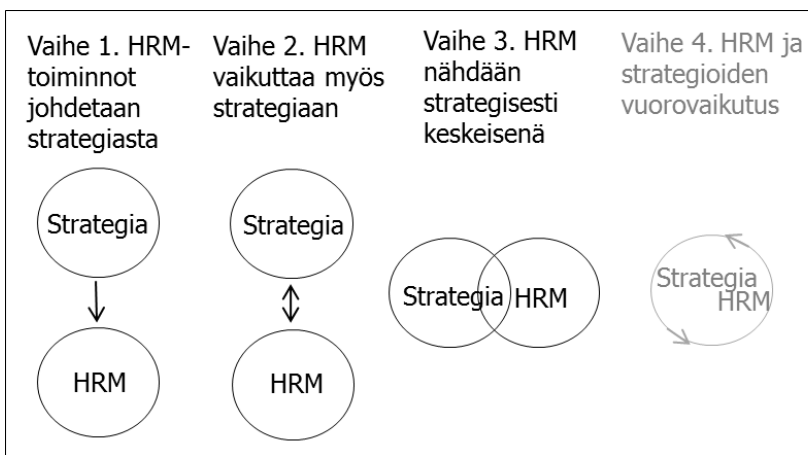 Vaihe 1. HRM-
toiminnot
johdetaan
strategiasta
Strategia
HRM
Vaihe 2. HRM
vaikuttaa myös
strategiaan
Strategia
HRM
Vaihe 3. HRM
nähdään
strategisesti
keskeisenä
Strategia
HRM
Vaihe 4. HRM ja
strategioiden
vuorovaikutus
Strategia
HRM